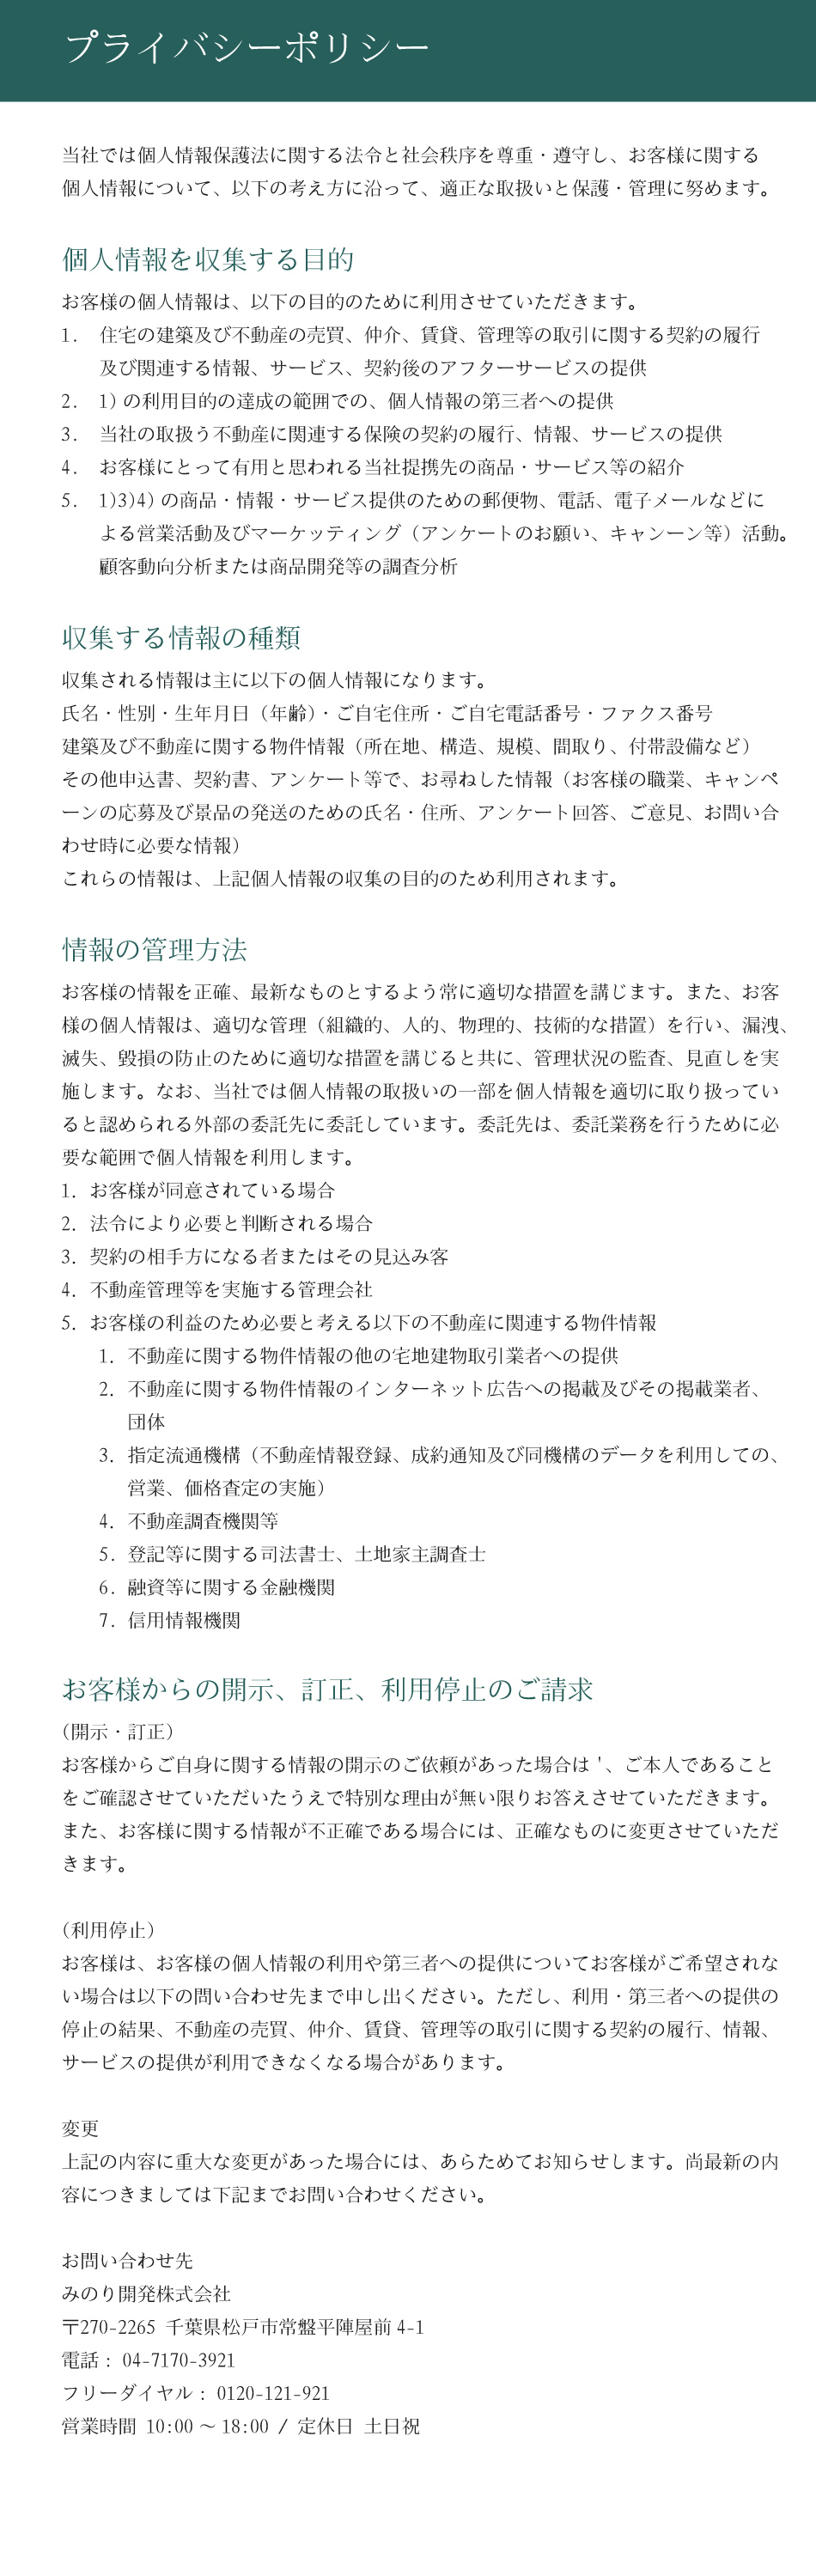 プライバシーポリシー
当社では個人情報保護法に関する法令と社会秩序を尊重・遵守し、お客様に関する
個人情報について、以下の考え方に沿って、適正な取扱いと保護・管理に努めます。
個人情報を収集する目的
お客様の個人情報は、以下の目的のために利用させていただきます。
1. 住宅の建築及び不動産の売買、仲介、賃貸、管理等の取引に関する契約の履行
及び関連する情報、サービス、契約後のアフターサービスの提供
2. 1) の利用目的の達成の範囲での、個人情報の第三者への提供
3. 当社の取扱う不動産に関連する保険の契約の履行、情報、サービスの提供
4. お客様にとって有用と思われる当社提携先の商品・サービス等の紹介
5. 1)3)4) の商品・情報・サービス提供のための郵便物、電話、電子メールなどに
よる営業活動及びマーケッティング（アンケートのお願い、キャンーン等）活動。
顧客動向分析または商品開発等の調査分析
収集する情報の種類
収集される情報は主に以下の個人情報になります。
氏名・性別・生年月日（年齢）・ご自宅住所・ご自宅電話番号・ファクス番号
建築及び不動産に関する物件情報（所在地、構造、規模、間取り、付帯設備など）
その他申込書、契約書、アンケート等で、お尋ねした情報（お客様の職業、キャンペ
ーンの応募及び景品の発送のための氏名・住所、アンケート回答、ご意見、お問い合
わせ時に必要な情報）
これらの情報は、上記個人情報の収集の目的のため利用されます。
情報の管理方法
お客様の情報を正確、最新なものとするよう常に適切な措置を講じます。また、お客
様の個人情報は、適切な管理（組織的、人的、物理的、技術的な措置）を行い、漏洩、
滅失、毀損の防止のために適切な措置を講じると共に、管理状況の監査、見直しを実
施します。なお、当社では個人情報の取扱いの一部を個人情報を適切に取り扱ってい
ると認められる外部の委託先に委託しています。委託先は、委託業務を行うために必
要な範囲で個人情報を利用します。
1. お客様が同意されている場合
2. 法令により必要と判断される場合
3. 契約の相手方になる者またはその見込み客
4. 不動産管理等を実施する管理会社
5. お客様の利益のため必要と考える以下の不動産に関連する物件情報
1. 不動産に関する物件情報の他の宅地建物取引業者への提供
2. 不動産に関する物件情報のインターネット広告への掲載及びその掲載業者、
団体
3. 指定流通機構（不動産情報登録、成約通知及び同機構のデータを利用しての、
営業、価格査定の実施）
4. 不動産調査機関等
5. 登記等に関する司法書士、土地家主調査士
6. 融資等に関する金融機関
7. 信用情報機関
お客様からの開示、訂正、利用停止のご請求
（開示・訂正）
お客様からご自身に関する情報の開示のご依頼があった場合は '、ご本人であること
をご確認させていただいたうえで特別な理由が無い限りお答えさせていただきます。
また、お客様に関する情報が不正確である場合には、正確なものに変更させていただ
きます。
（利用停止）
お客様は、お客様の個人情報の利用や第三者への提供についてお客様がご希望されな
い場合は以下の問い合わせ先まで申し出ください。ただし、利用・第三者への提供の
停止の結果、不動産の売買、仲介、賃貸、管理等の取引に関する契約の履行、情報、
サービスの提供が利用できなくなる場合があります。
変更
上記の内容に重大な変更があった場合には、あらためてお知らせします。尚最新の内
容につきましては下記までお問い合わせください。
お問い合わせ先
みのり開発株式会社
〒270-2265 千葉県松戸市常盤平陣屋前 4-1
電話： 04-7170-3921
フリーダイヤル： 0120-121-921
営業時間 10:00 〜 18:00 / 定休日 土日祝